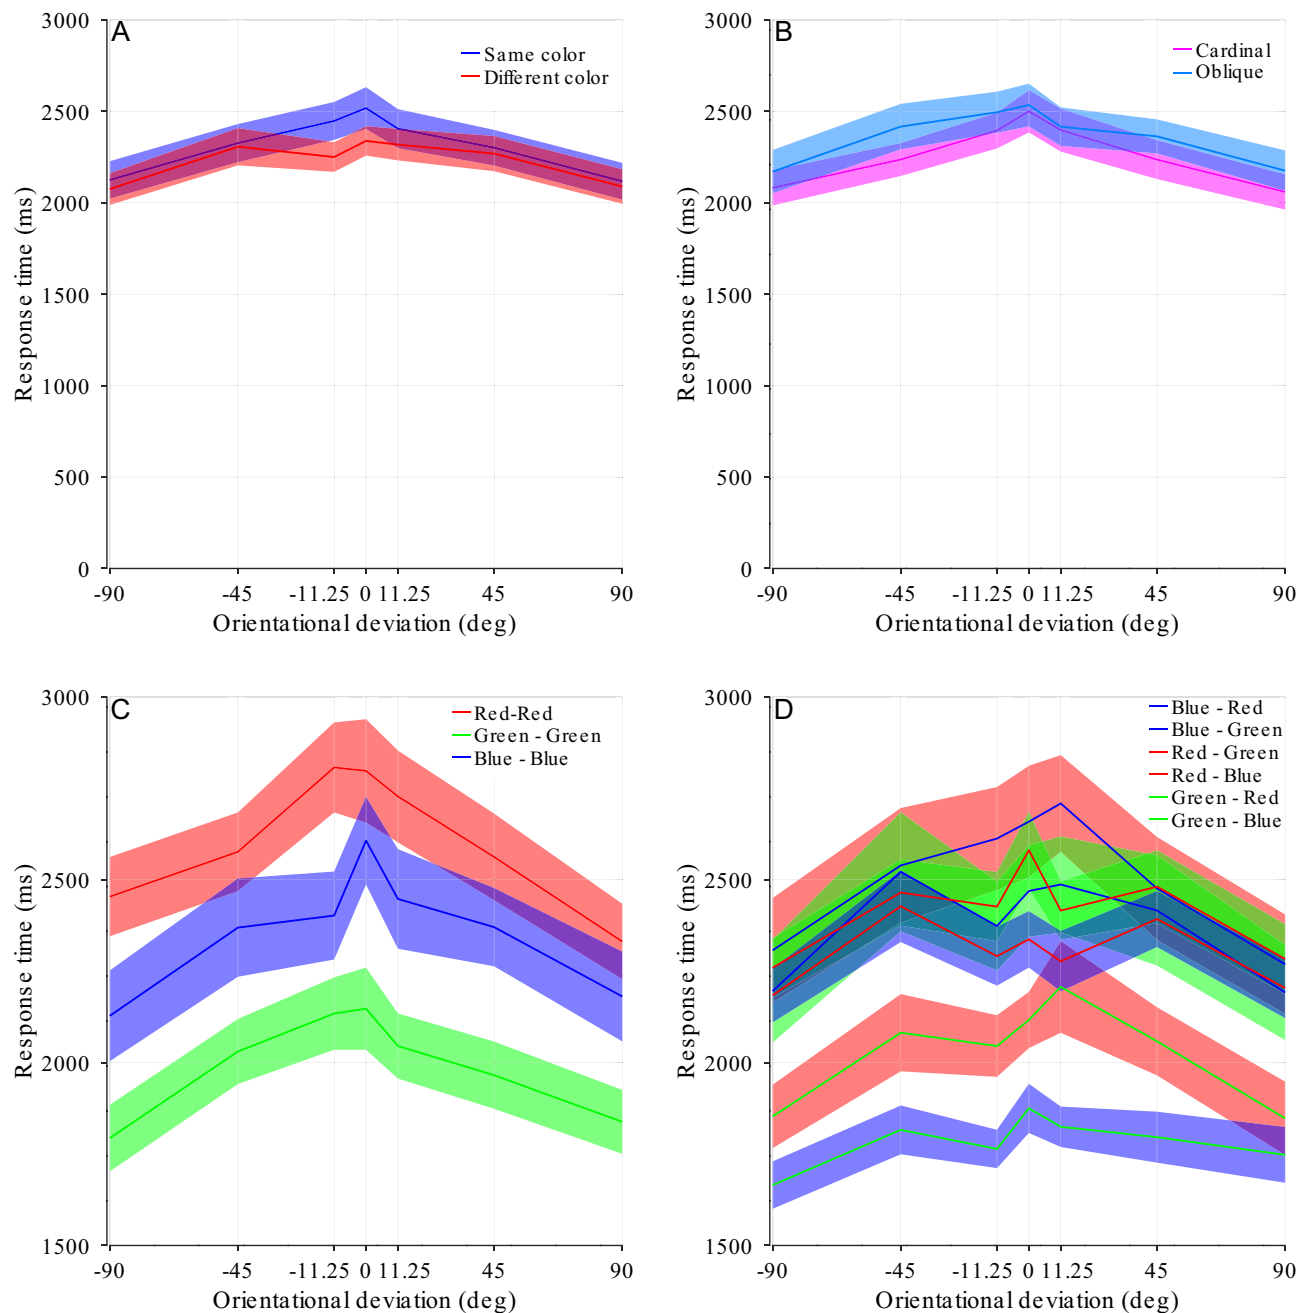 A
Same color
Different color
3000
2500
2000
1500
1000
500
0
Response time (ms)
-90 -45 -11.25 0 11.25 45 90
Orientational deviation (deg)
B
Cardinal
Oblique
3000
2500
2000
1500
1000
500
0
Response time (ms)
-90 -45 -11.25 0 11.25 45 90
Orientational deviation (deg)
C
Red-Red
Green - Green
Blue - Blue
3000
2500
2000
1500
Response time (ms)
-90 -45 -11.25 0 11.25 45 90
Orientational deviation (deg)
D
Blue - Red
Blue - Green
Red - Green
Red - Blue
Green - Red
Green - Blue
3000
2500
2000
1500
Response time (ms)
-90 -45 -11.25 0 11.25 45 90
Orientational deviation (deg)